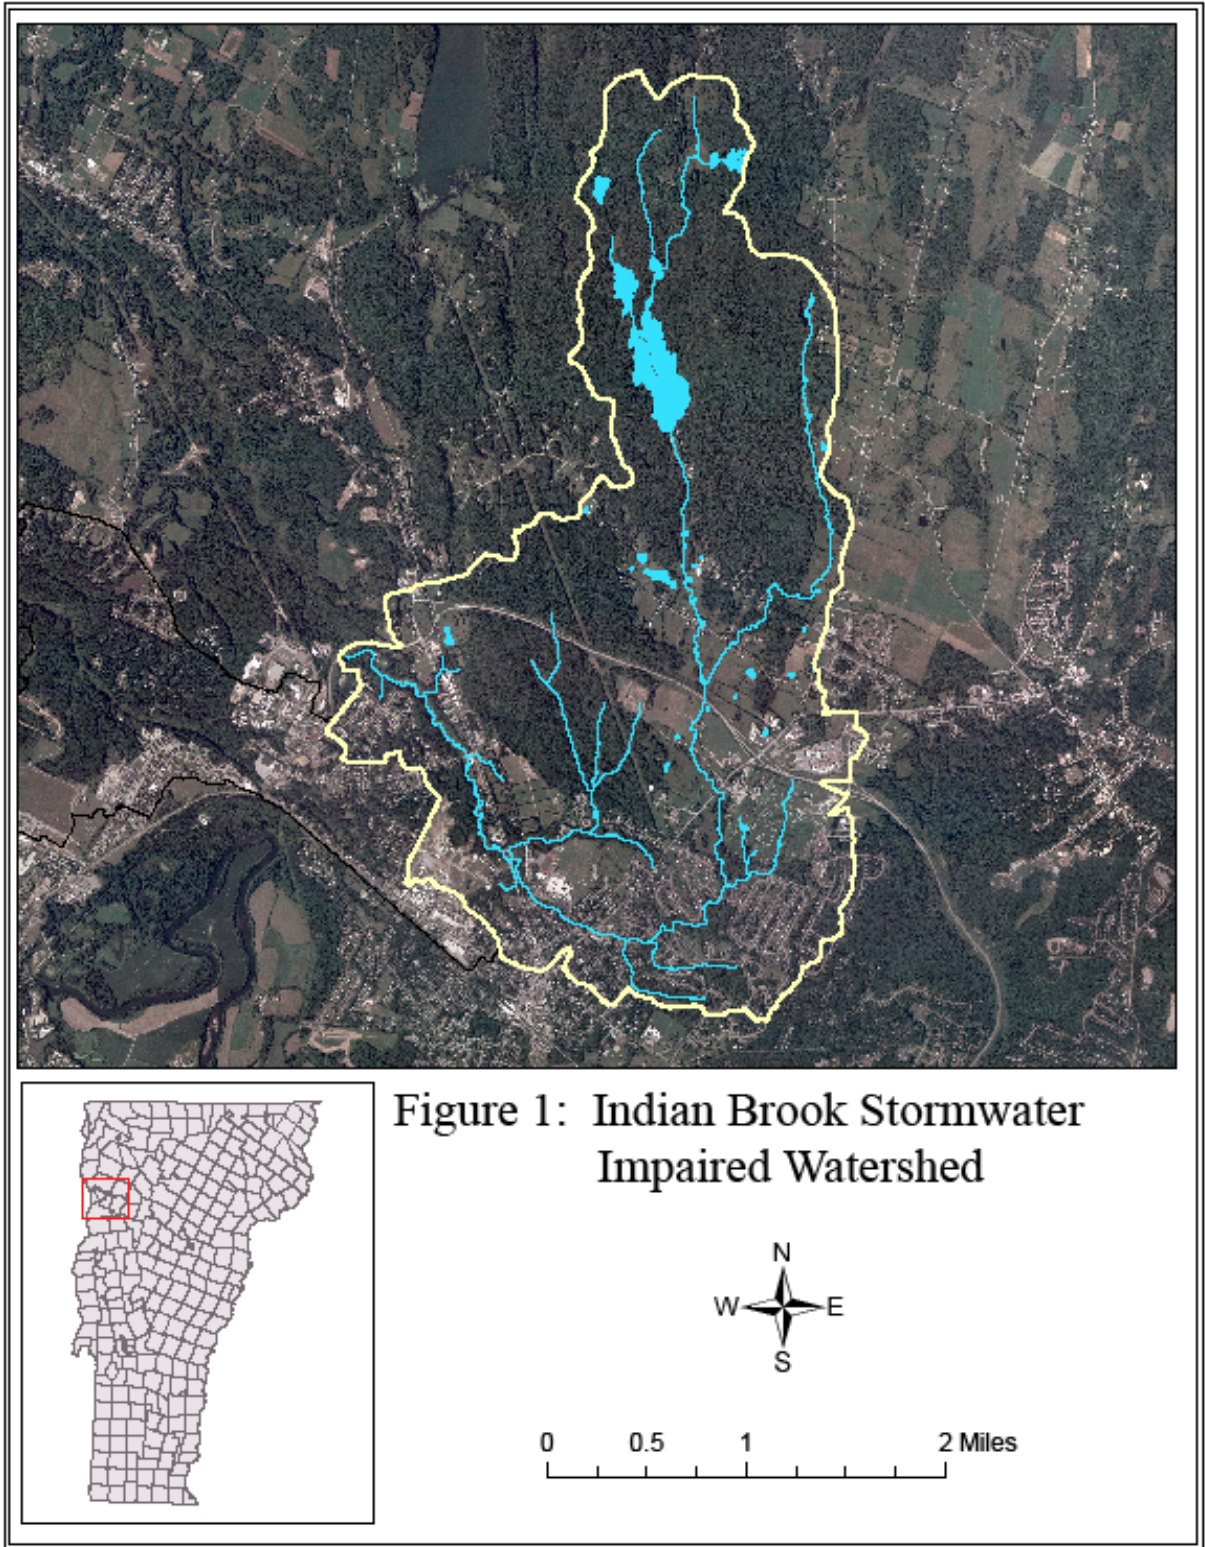 Figure 1: Indian Brook Stormwater
Impaired Watershed
N
W E
S
0 0.5 1 2 Miles